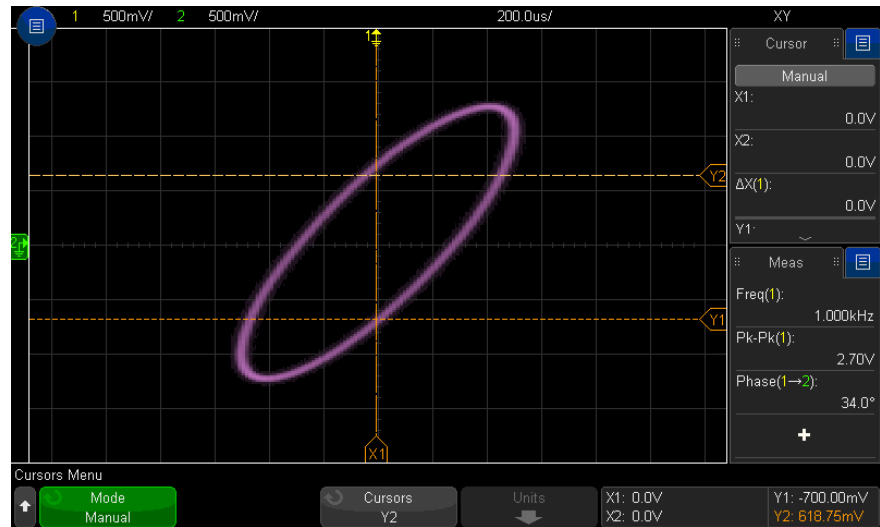 1 500mV/ 2 500mV/ 200.0us/ XY
1
2
Y2
Y1
X1
Cursor
Manual
X1:
0.0V
X2:
0.0V
ΔX(1):
0.0V
Y1:
Meas
Freq(1):
1.000kHz
Pk-Pk(1):
2.70V
Phase(1→2):
34.0°
+
Cursors Menu
Mode
Manual
Cursors
Y2
Units
X1: 0.0V
X2: 0.0V
Y1: -700.00mV
Y2: 618.75mV